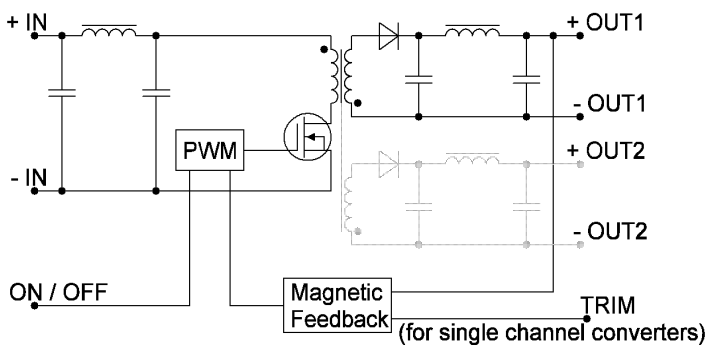 + IN
+ OUT1
- OUT1
PWM
+ OUT2
- IN
- OUT2
ON / OFF
Magnetic
Feedback
TRIM
(for single channel converters)